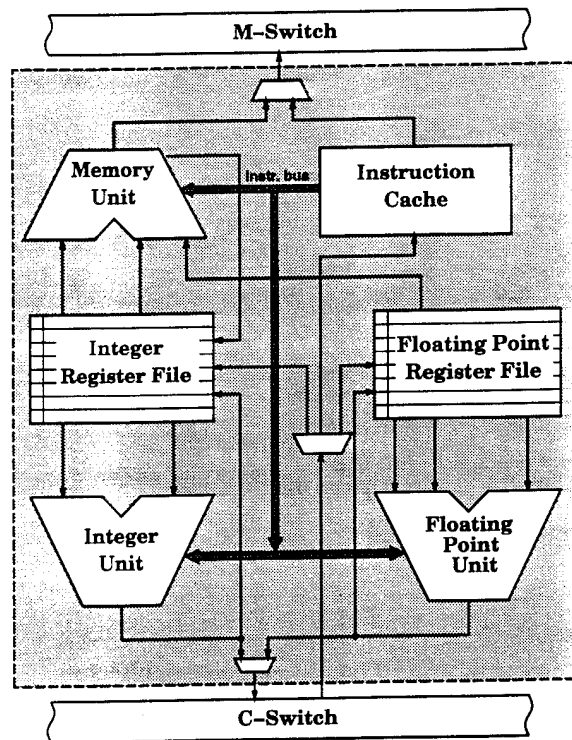 M–Switch
Memory
Unit
Instr. bus
Instruction
Cache
Integer
Register File
Floating Point
Register File
Integer
Unit
Floating
Point
Unit
C–Switch